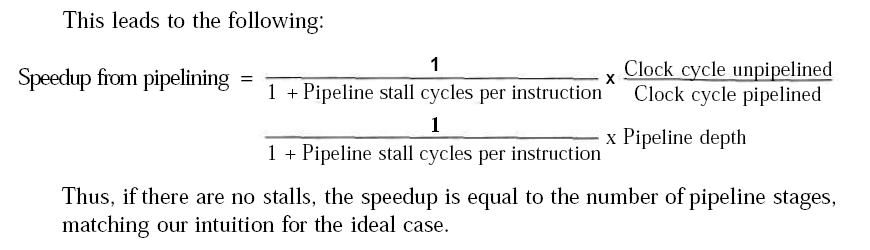 This leads to the following:
1
Speedup from pipelining = ——— x Clock cycle unpipelined
1 + Pipeline stall cycles per instruction Clock cycle pipelined
1
——— x Pipeline depth
1 + Pipeline stall cycles per instruction
Thus, if there are no stalls, the speedup is equal to the number of pipeline stages,
matching our intuition for the ideal case.